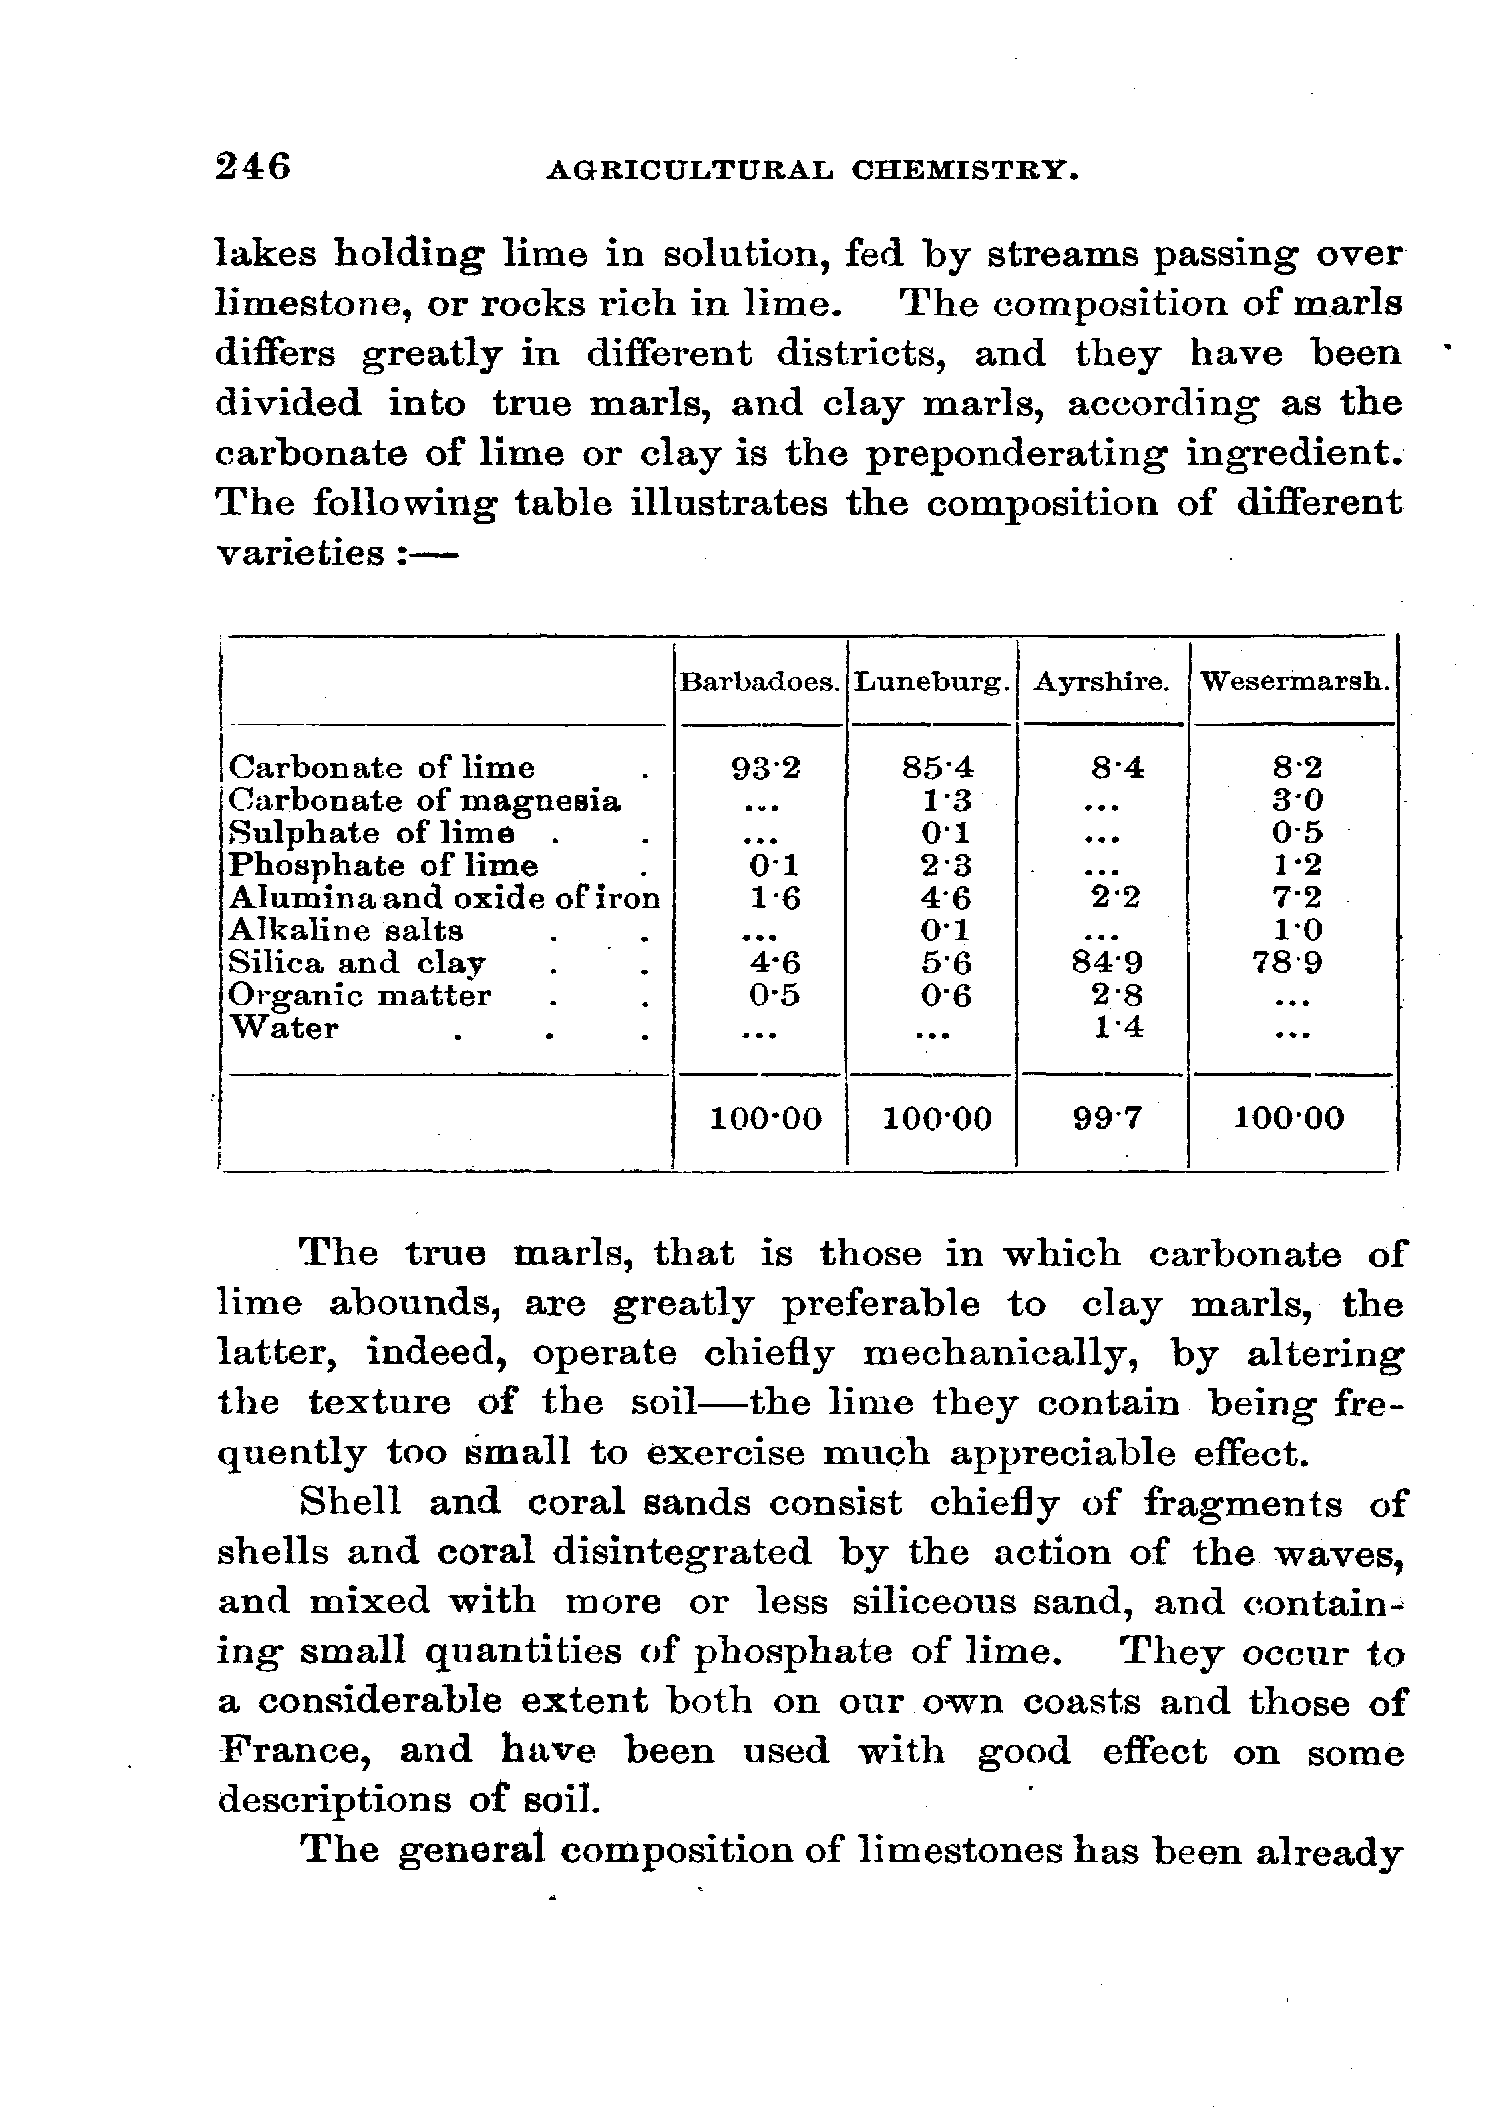 246 AGRICULTURAL CHEMISTRY.
lakes holding lime in solution, fed by streams passing over
limestone, or rocks rich in lime. The composition of marls
differs greatly in different districts, and they have been
divided into true marls, and clay marls, according as the
carbonate of lime or clay is the preponderating ingredient.
The following table illustrates the composition of different
varieties :—
Barbadoes. Luneburg. Ayrshire. Wesermarsh.
Carbonate of lime . 93·2 85·4 8·4 8·2
Carbonate of magnesia ... 1·3 ... 3·0
Sulphate of lime . . ... 0·1 ... 0·5
Phosphate of lime . 0·1 2·3 ... 1·2
Alumina and oxide of iron 1·6 4·6 2·2 7·2
Alkaline salts . . ... 0·1 ... 1·0
Silica and clay . . 4·6 5·6 84·9 78·9
Organic matter . . 0·5 0·6 2·8 ...
Water . . . ... ... 1·4 ...
100·00 100·00 99·7 100·00
The true marls, that is those in which carbonate of
lime abounds, are greatly preferable to clay marls, the
latter, indeed, operate chiefly mechanically, by altering
the texture of the soil—the lime they contain being fre-
quently too small to exercise much appreciable effect.
Shell and coral sands consist chiefly of fragments of
shells and coral disintegrated by the action of the waves,
and mixed with more or less siliceous sand, and contain-
ing small quantities of phosphate of lime. They occur to
a considerable extent both on our own coasts and those of
France, and have been used with good effect on some
descriptions of soil.
The general composition of limestones has been already